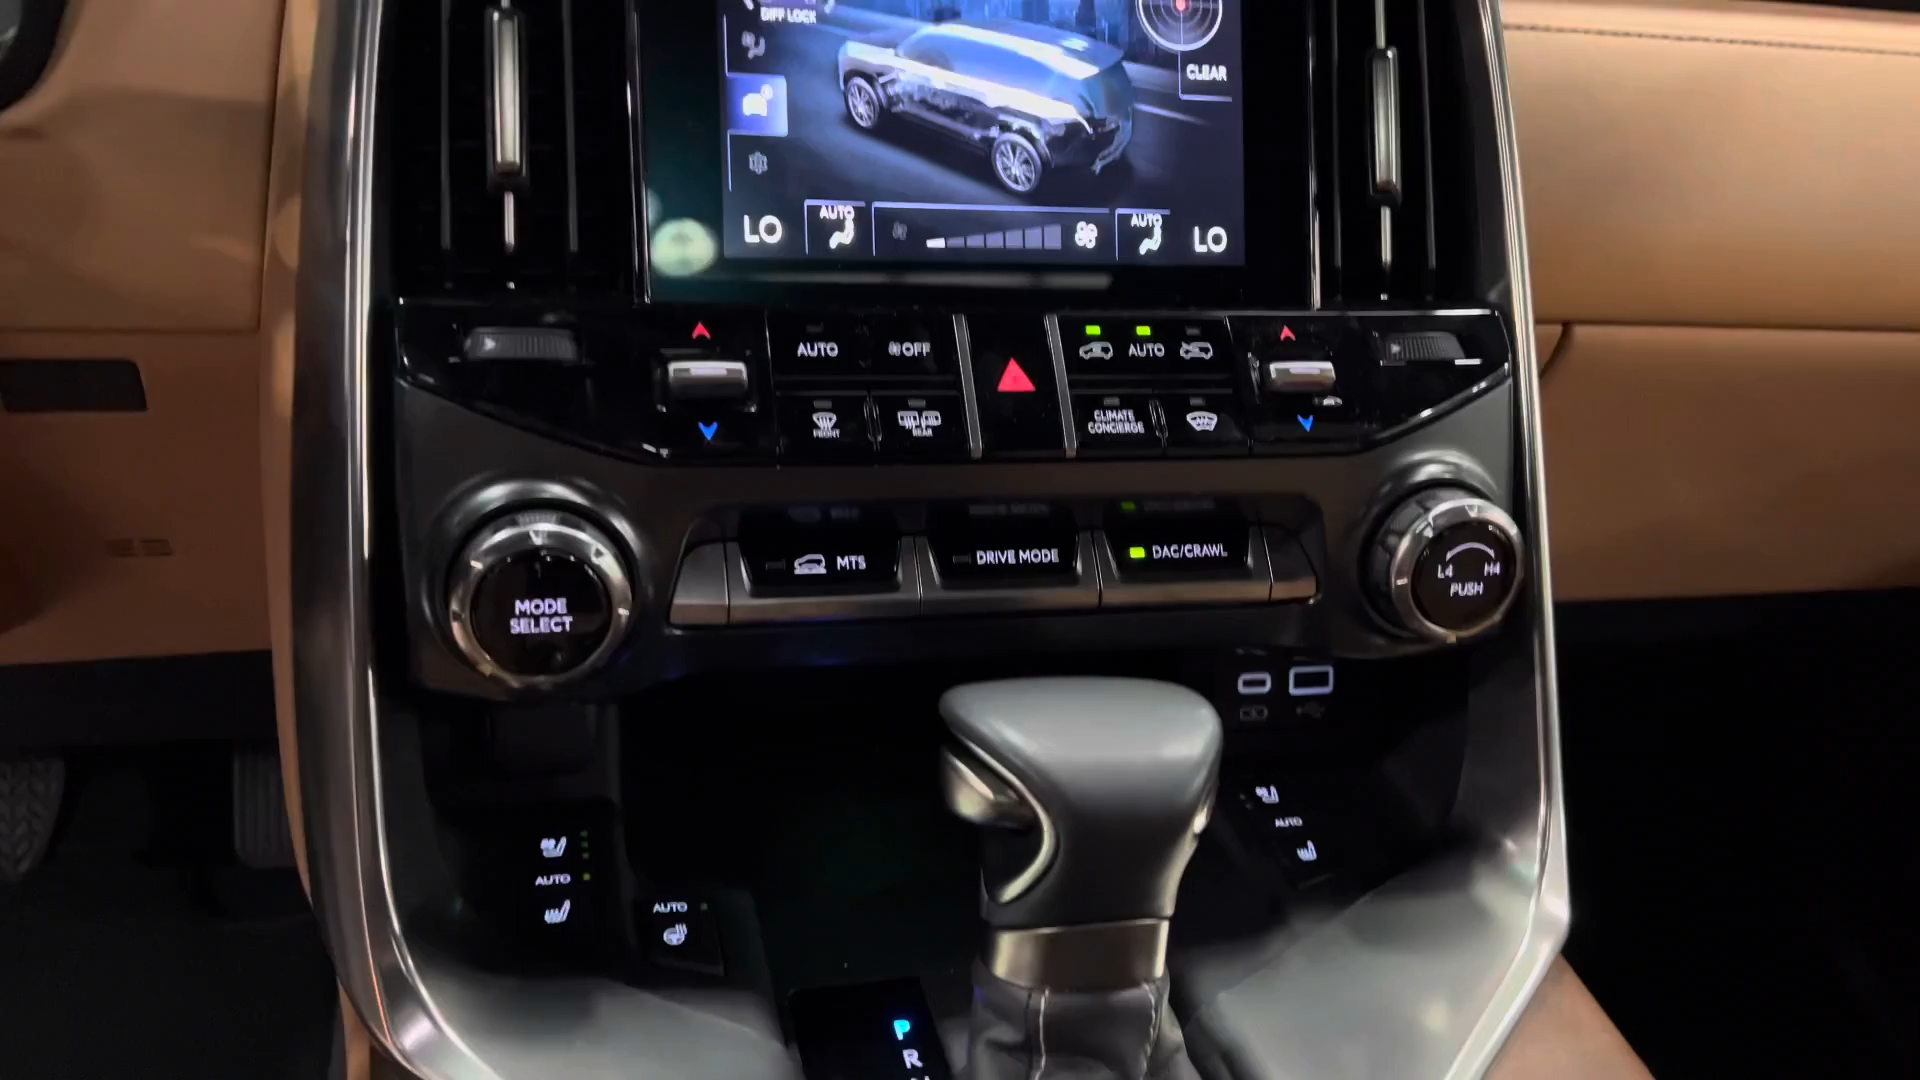 DIFF LOCK
CLEAR
LO
AUTO
AUTO
LO
AUTO
OFF
AUTO
FRONT
REAR
CLIMATE
CONCIERGE
MTS
DRIVE MODE
DAC/CRAWL
MODE
SELECT
L4
H4
PUSH
AUTO
AUTO
AUTO
P
R